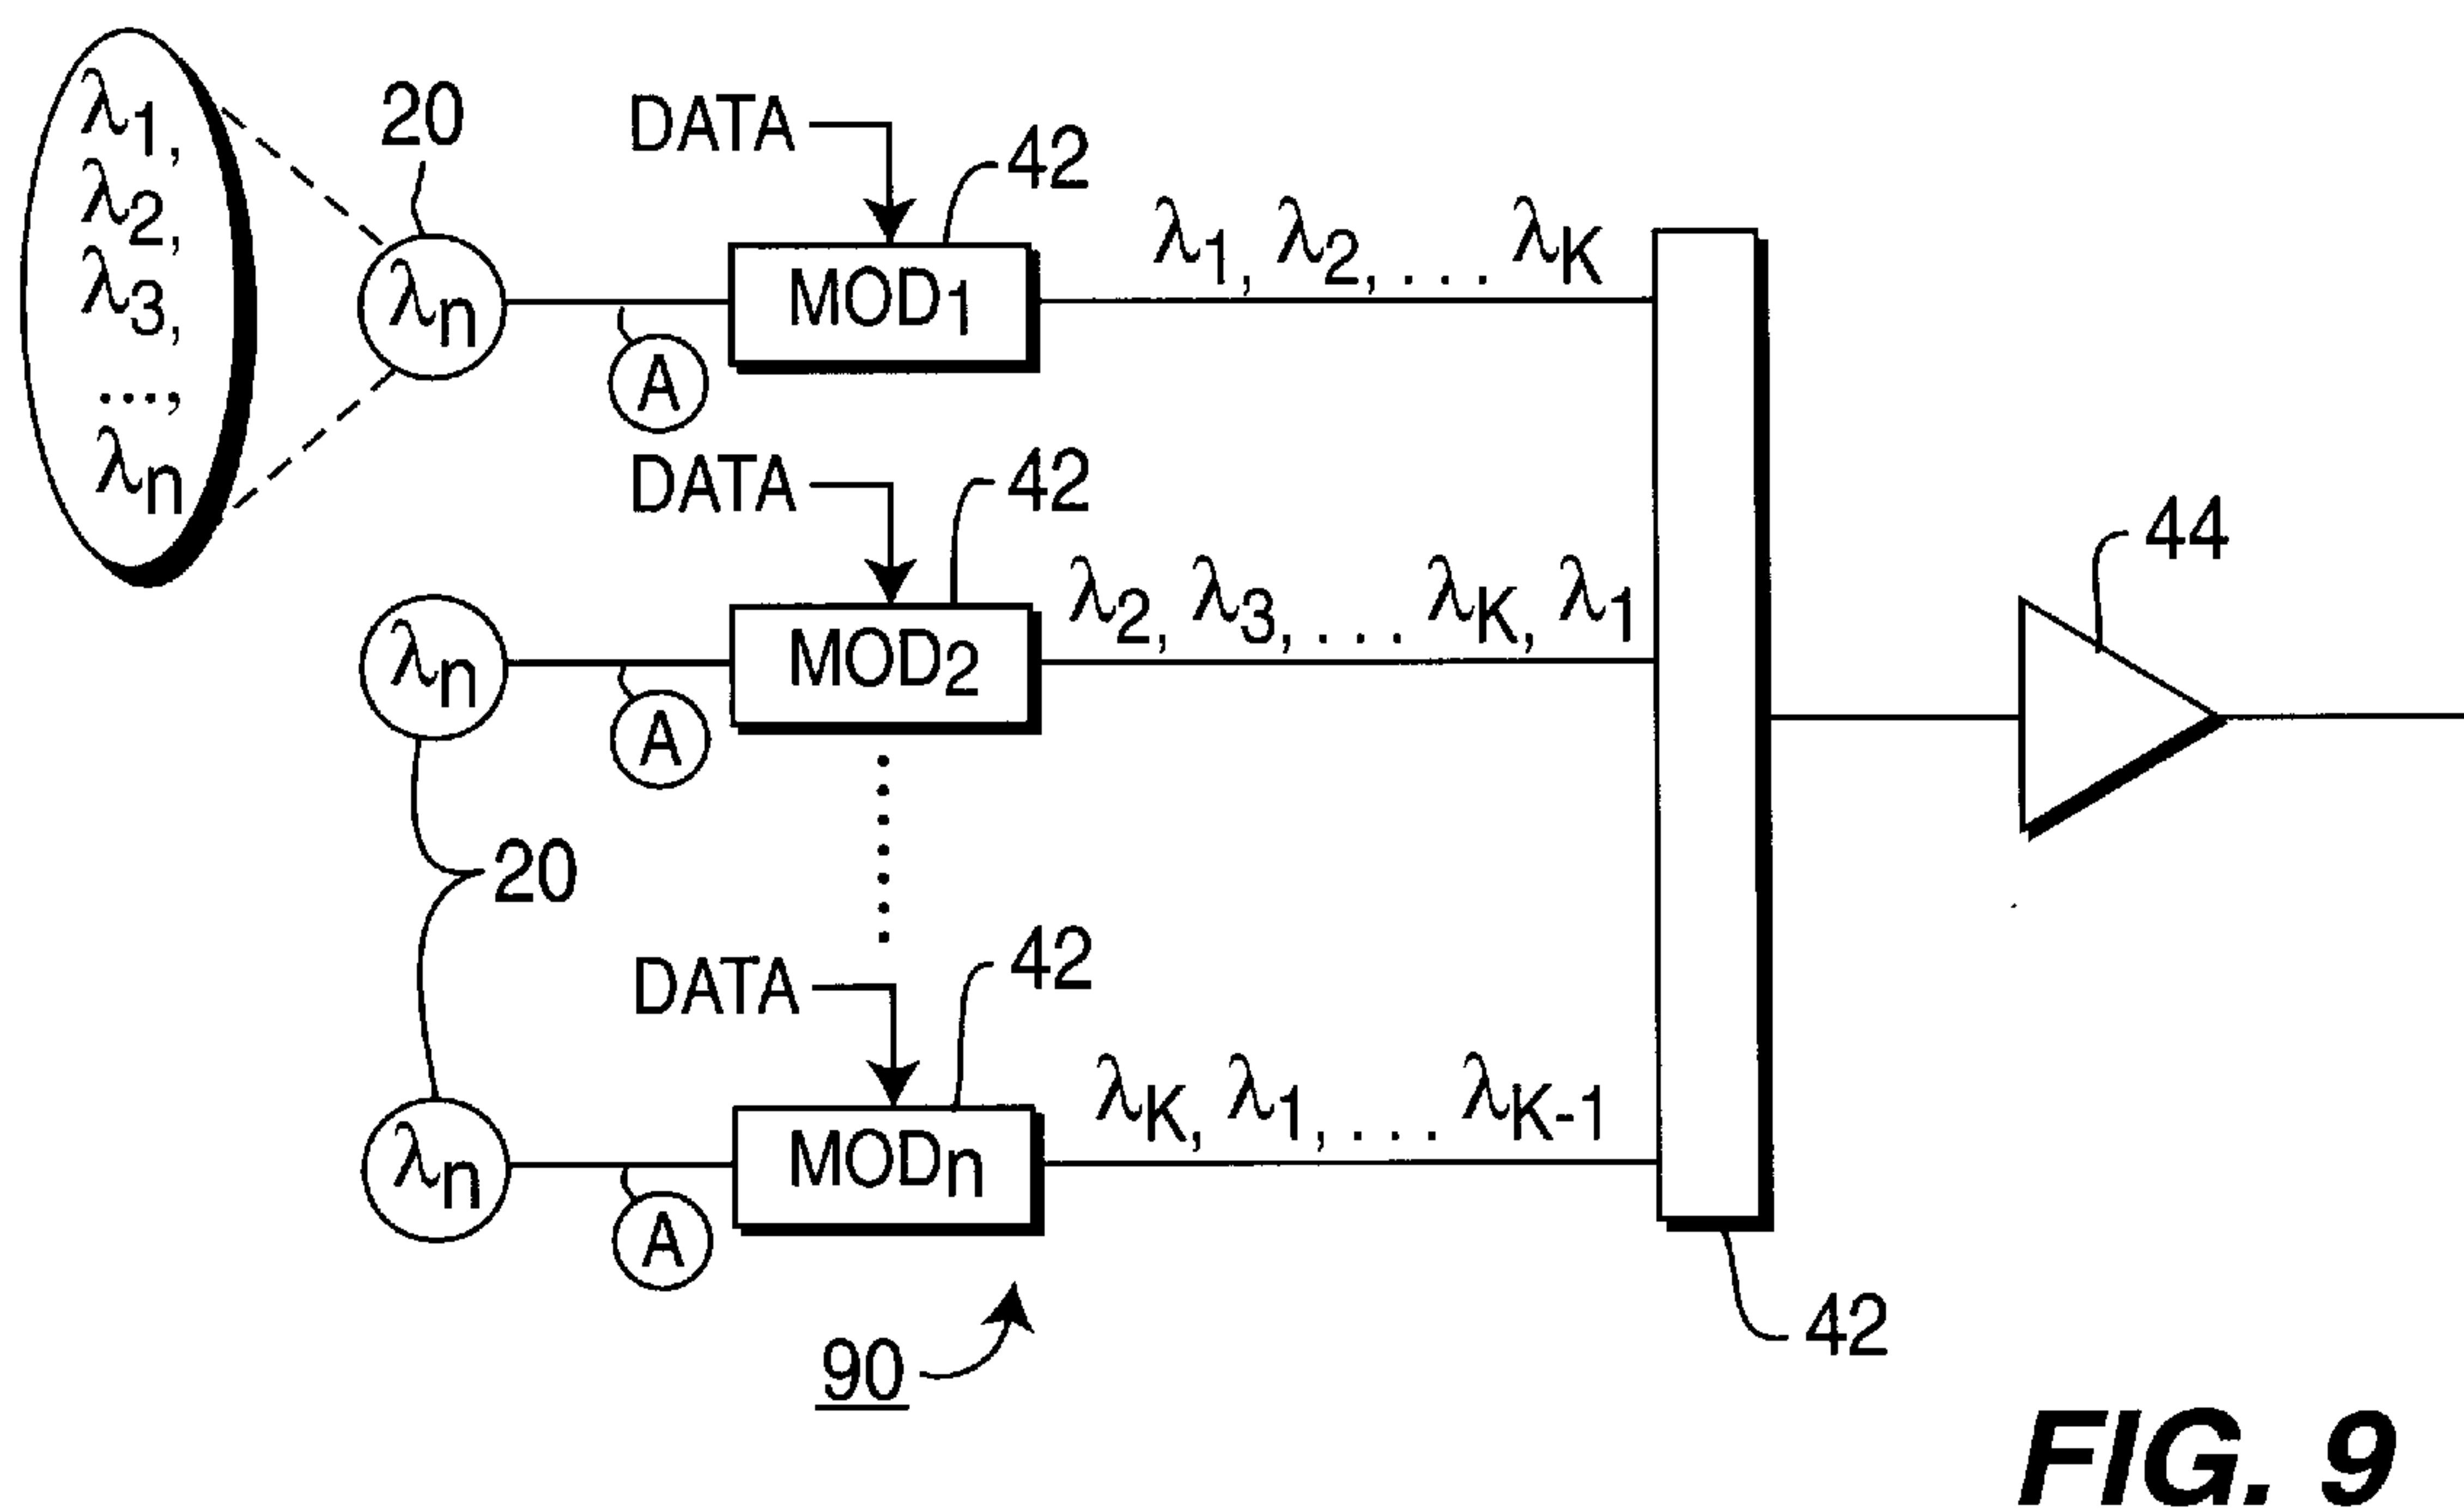 λ1,
λ2,
λ3,
...,
λn
20
DATA
42
λn
A
MOD1
λ1, λ2, . . . λK
DATA
42
λn
A
MOD2
λ2, λ3, . . . λK, λ1
44
20
DATA
42
λn
A
MODn
λK, λ1, . . . λK-1
42
90
FIG. 9